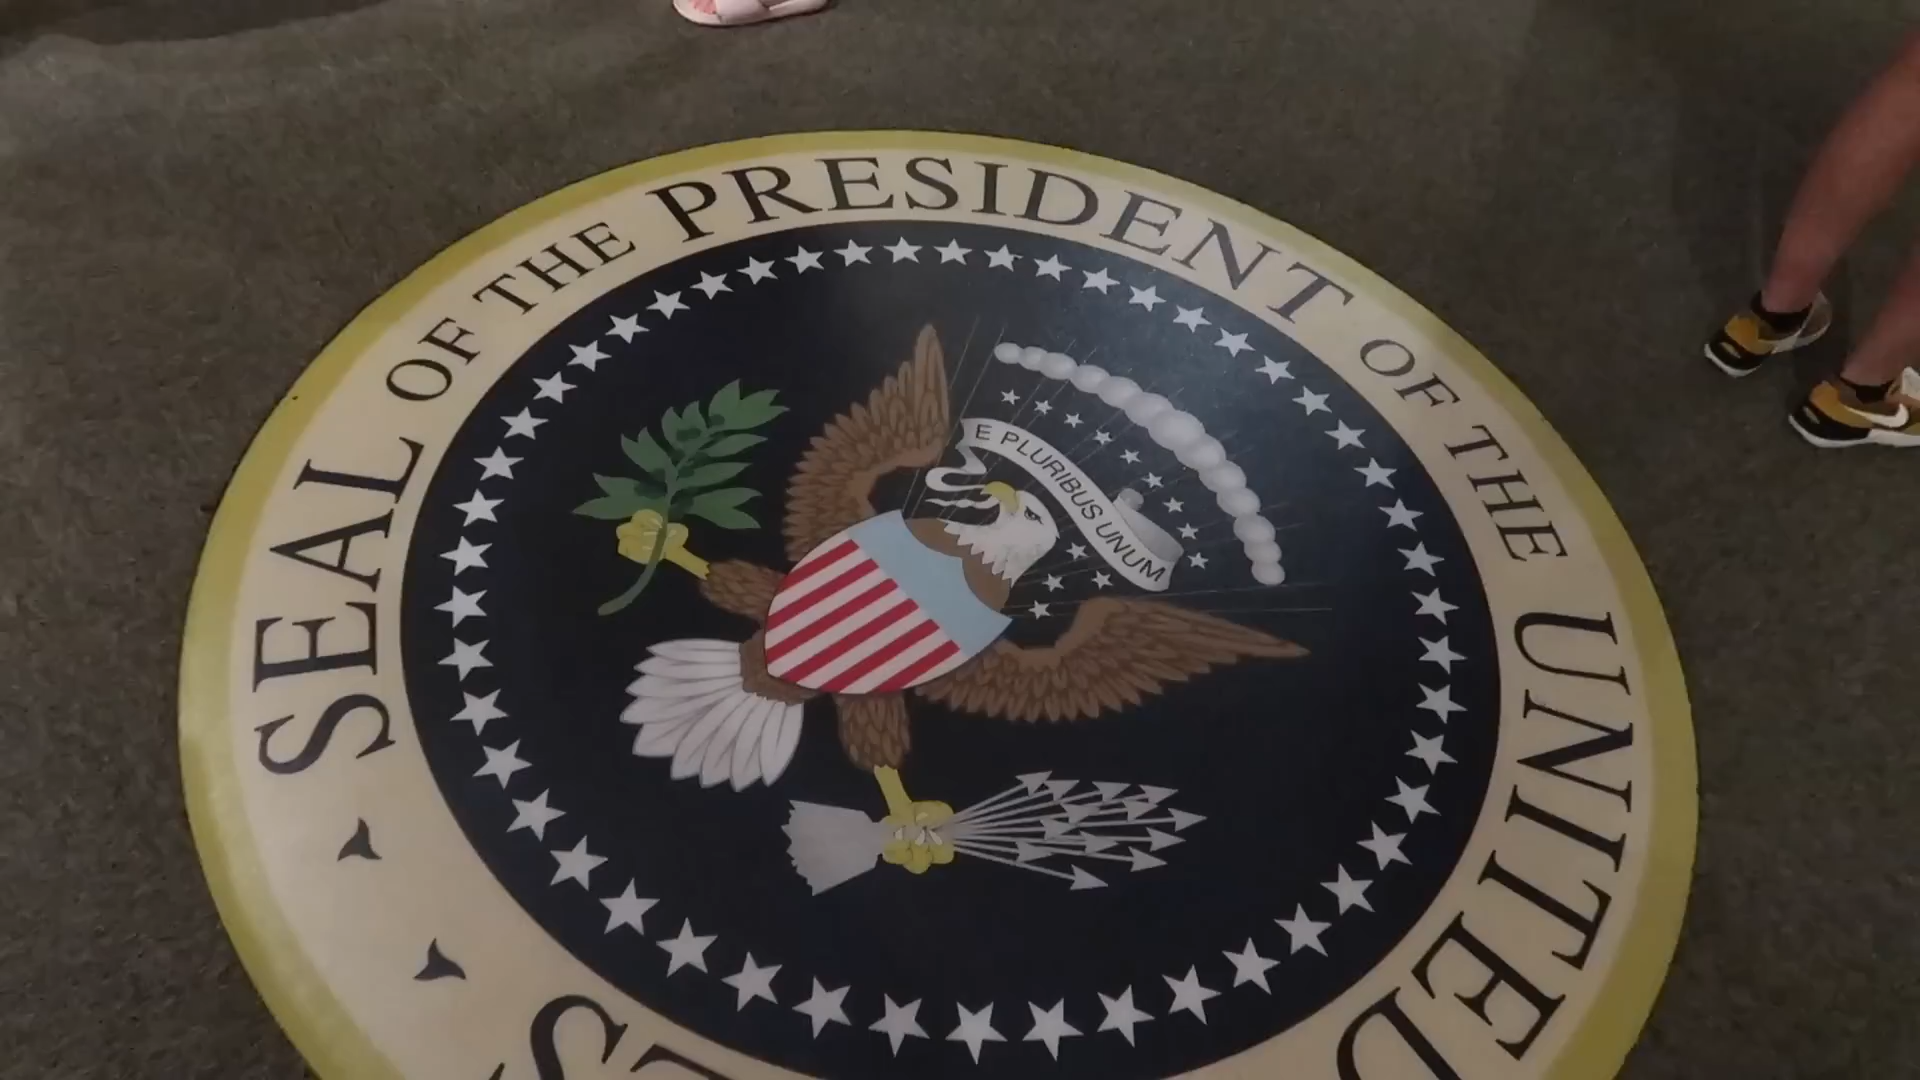 SEAL OF THE PRESIDENT OF THE UNITED
E PLURIBUS UNUM